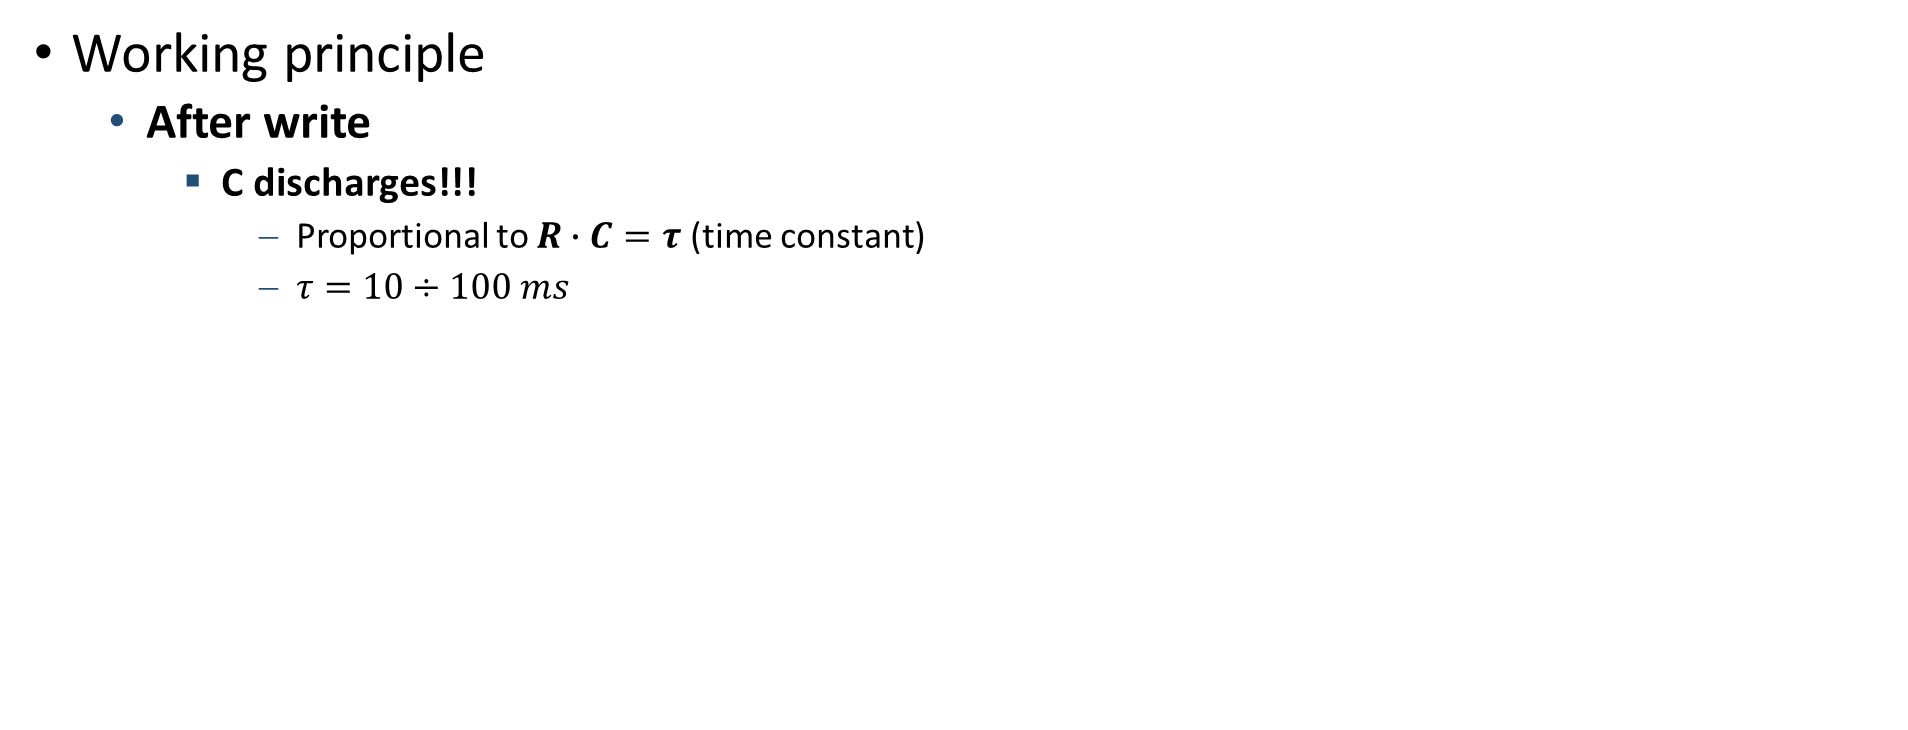 • Working principle
• After write
▪ C discharges!!!
– Proportional to R · C = τ (time constant)
– τ = 10 ÷ 100 ms